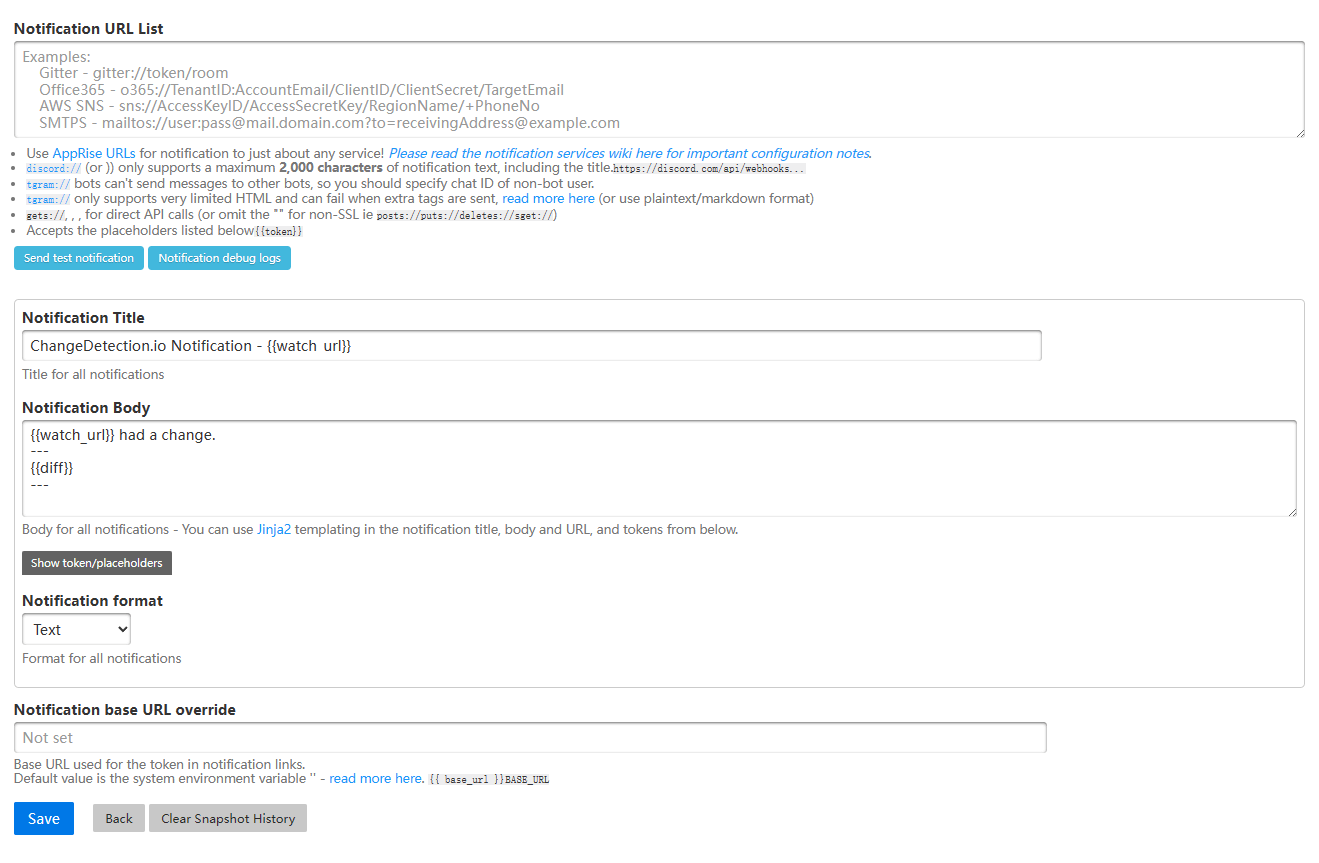 Notification URL List
Examples:
Gitter - gitter://token/room
Office365 - o365://TenantID:AccountEmail/ClientID/ClientSecret/TargetEmail
AWS SNS - sns://AccessKeyID/AccessSecretKey/RegionName/+PhoneNo
SMTPS - mailtos://user:pass@mail.domain.com?to=receivingAddress@example.com
• Use AppRise URLs for notification to just about any service! Please read the notification services wiki here for important configuration notes.
• discord:// (or )) only supports a maximum 2,000 characters of notification text, including the title.https://discord.com/api/webhooks...
• tgram:// bots can't send messages to other bots, so you should specify chat ID of non-bot user.
• tgram:// only supports very limited HTML and can fail when extra tags are sent, read more here (or use plaintext/markdown format)
• gets://, , , for direct API calls (or omit the "" for non-SSL ie posts://puts://deletes://sget://)
• Accepts the placeholders listed below{{token}}
Send test notification Notification debug logs
Notification Title
ChangeDetection.io Notification - {{watch_url}}
Title for all notifications
Notification Body
{{watch_url}} had a change.
---
{{diff}}
---
Body for all notifications - You can use Jinja2 templating in the notification title, body and URL, and tokens from below.
Show token/placeholders
Notification format
Text
Format for all notifications
Notification base URL override
Not set
Base URL used for the token in notification links.
Default value is the system environment variable '' - read more here. {{ base_url }}BASE_URL
Save Back Clear Snapshot History